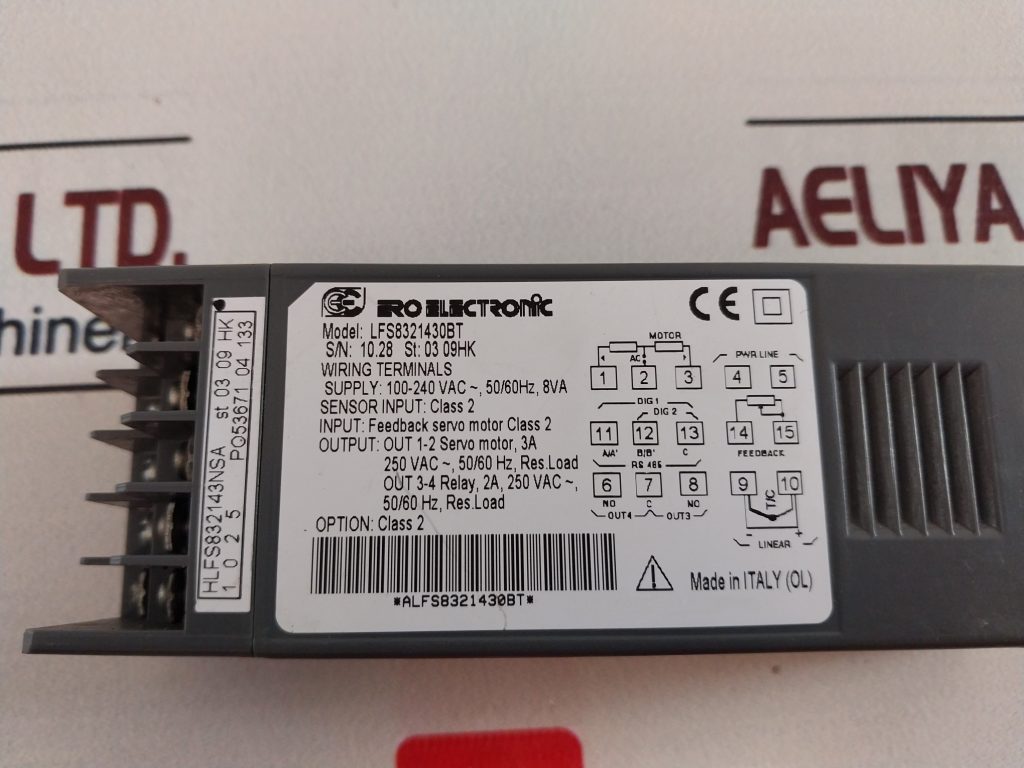 LTD.
AELIYA
chiner
HLFS832143NSA st 03 09 HK
1 0 2 5 PO53671 04 133
ERO ELECTRONIC
CE
Model: LFS8321430BT
S/N: 10.28 St: 03 09HK
WIRING TERMINALS
SUPPLY: 100-240 VAC ~, 50/60Hz, 8VA
SENSOR INPUT: Class 2
INPUT: Feedback servo motor Class 2
OUTPUT: OUT 1-2 Servo motor, 3A
250 VAC ~, 50/60 Hz, Res.Load
OUT 3-4 Relay, 2A, 250 VAC ~,
50/60 Hz, Res.Load
OPTION: Class 2
*ALFS8321430BT*
MOTOR
AC
PWR LINE
1 2 3 4 5
DIG 1
DIG 2
11 12 13 14 15
A/A' B/B' C FEEDBACK
RS 485
6 7 8 9 10
NO C NO T/C
OUT4 OUT3
- +
LINEAR
Made in ITALY (OL)